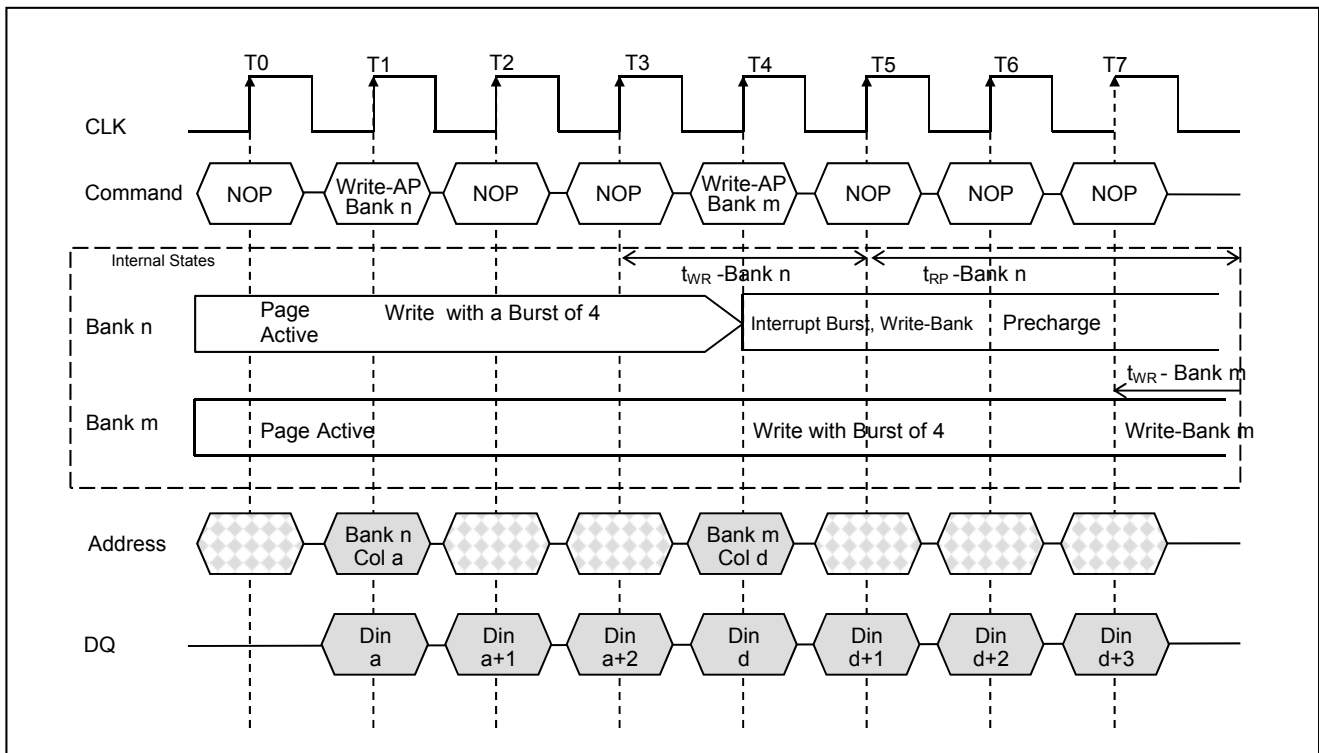 T0 T1 T2 T3 T4 T5 T6 T7
CLK
Command NOP Write-AP Bank n NOP NOP Write-AP Bank m NOP NOP NOP
Internal States
tWR -Bank n tRP -Bank n
Bank n
Page Active
Write with a Burst of 4
Interrupt Burst, Write-Bank Precharge
tWR - Bank m
Bank m Page Active Write with Burst of 4 Write-Bank m
Address Bank n Col a Bank m Col d
DQ Din a Din a+1 Din a+2 Din d Din d+1 Din d+2 Din d+3